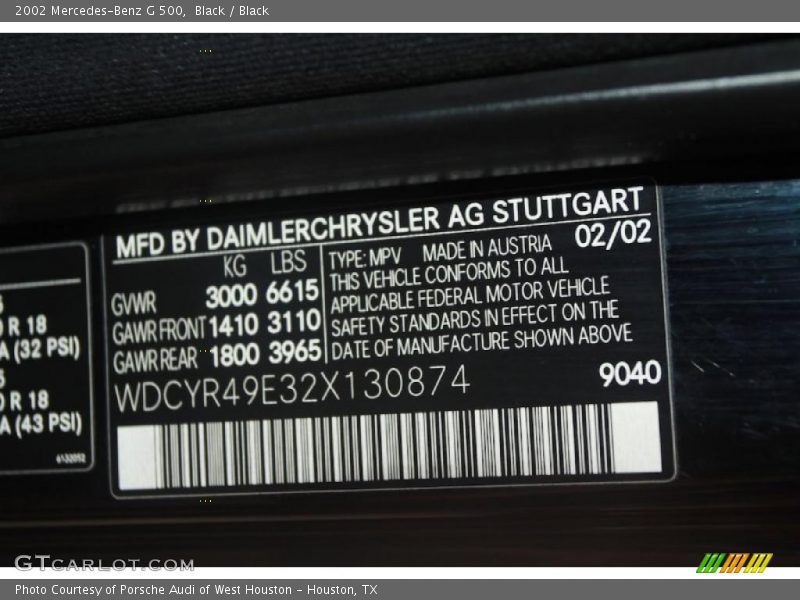 2002 Mercedes-Benz G 500,  Black / Black
MFD BY DAIMLERCHRYSLER AG STUTTGART
KG LBS
GVWR 3000 6615
GAWR FRONT 1410 3110
GAWR REAR 1800 3965
TYPE: MPV MADE IN AUSTRIA 02/02
THIS VEHICLE CONFORMS TO ALL
APPLICABLE FEDERAL MOTOR VEHICLE
SAFETY STANDARDS IN EFFECT ON THE
DATE OF MANUFACTURE SHOWN ABOVE
WDCYR49E32X130874 9040
R 18
(32 PSI)
R 18
(43 PSI)
GTCARLOT.COM
Photo Courtesy of Porsche Audi of West Houston - Houston, TX